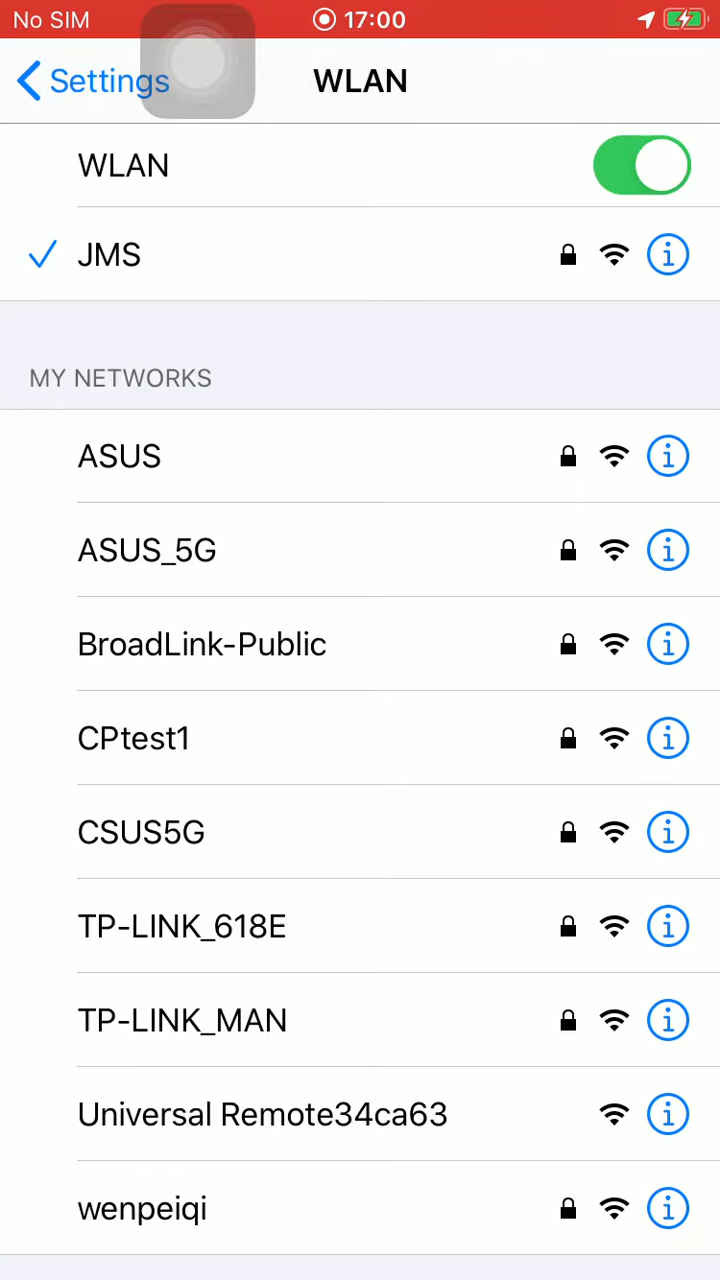 No SIM 17:00
Settings WLAN
WLAN
JMS
MY NETWORKS
ASUS
ASUS_5G
BroadLink-Public
CPtest1
CSUS5G
TP-LINK_618E
TP-LINK_MAN
Universal Remote34ca63
wenpeiqi